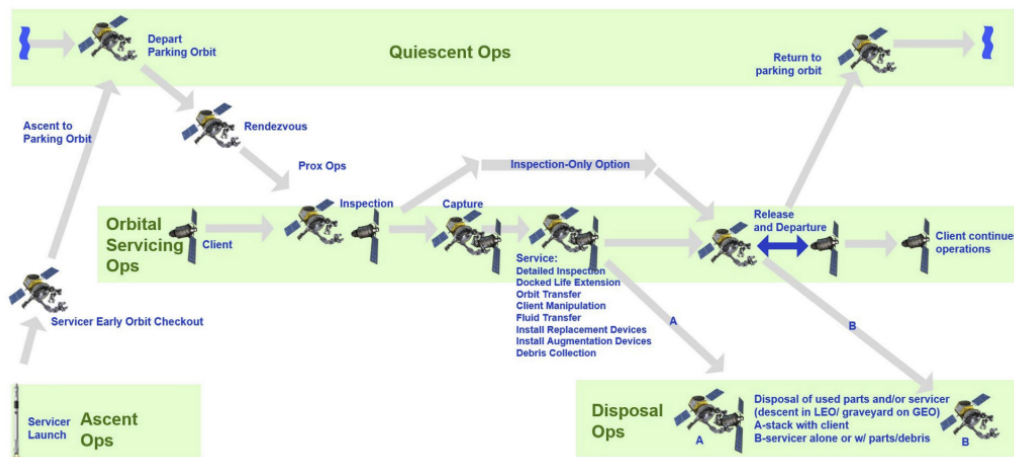 Depart
Parking Orbit
Quiescent Ops
Return to
parking orbit
Ascent to
Parking Orbit
Rendezvous
Prox Ops
Inspection-Only Option
Orbital
Servicing
Ops
Client
Inspection
Capture
Release
and Departure
Client continues
operations
Service:
Detailed Inspection
Docked Life Extension
Orbit Transfer
Client Manipulation
Fluid Transfer
Install Replacement Devices
Install Augmentation Devices
Debris Collection
Servicer Early Orbit Checkout
A
B
Servicer
Launch
Ascent
Ops
Disposal
Ops
A
Disposal of used parts and/or servicer
(descent in LEO/ graveyard on GEO)
A-stack with client
B-servicer alone or w/ parts/debris
B